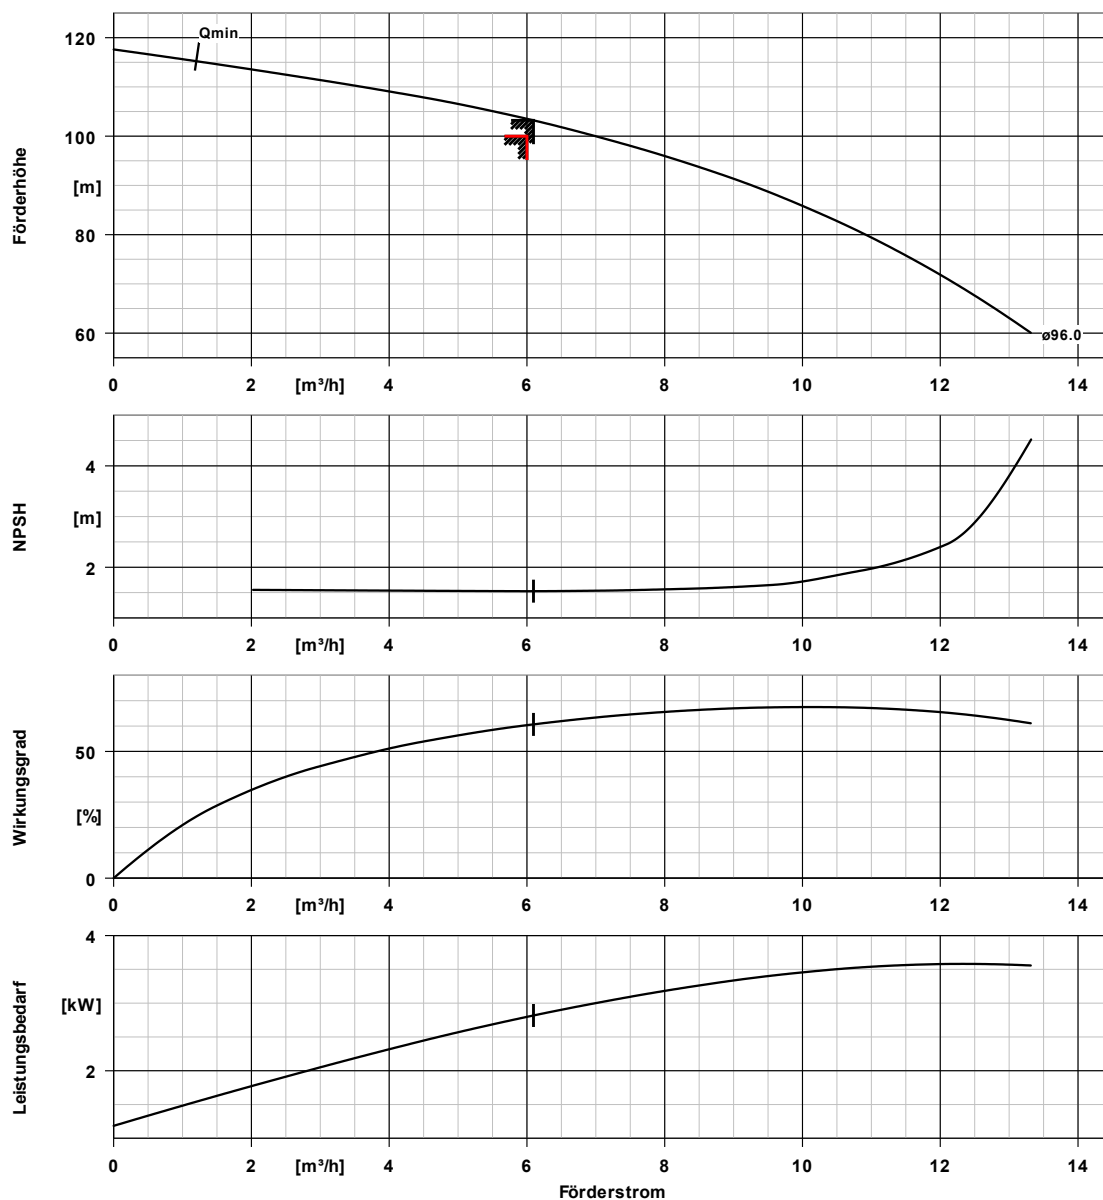 Qmin
120
100
[m]
80
60
Förderhöhe
ø96.0
0 2 [m³/h] 4 6 8 10 12 14
4
[m]
2
NPSH
0 2 [m³/h] 4 6 8 10 12 14
50
[%]
0
Wirkungsgrad
0 2 [m³/h] 4 6 8 10 12 14
4
[kW]
2
Leistungsbedarf
0 2 [m³/h] 4 6 8 10 12 14
Förderstrom